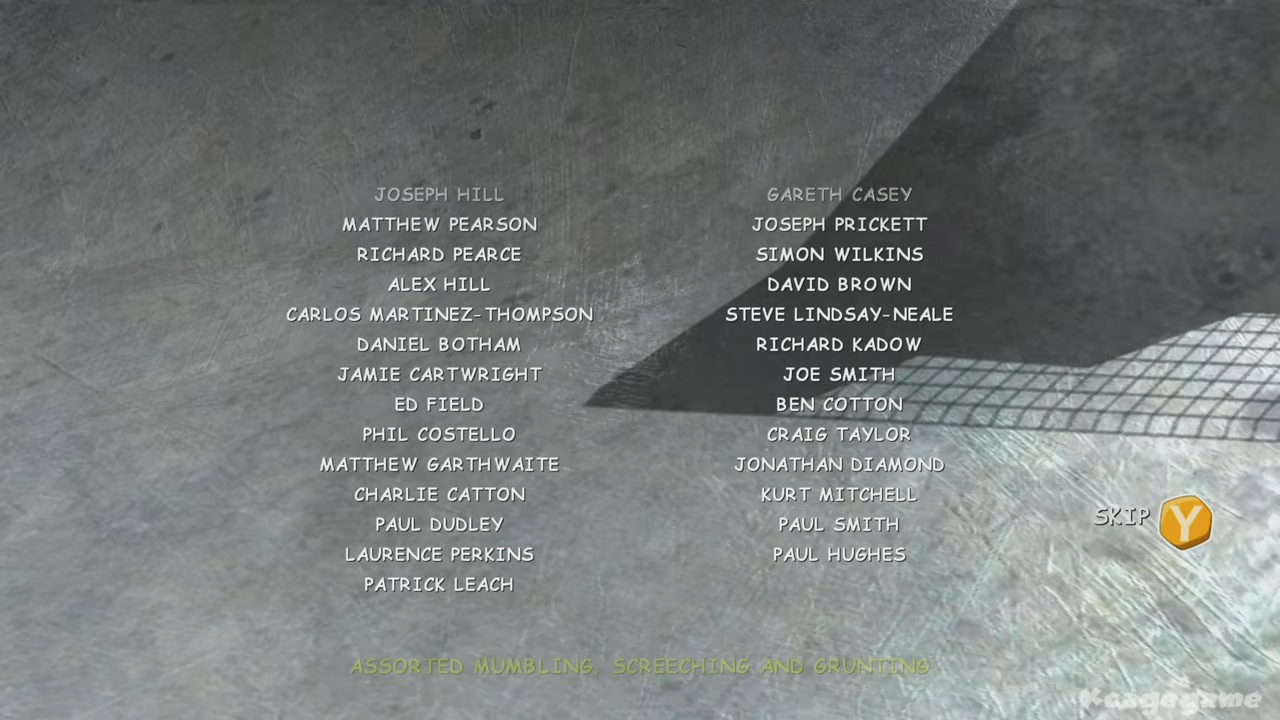 JOSEPH HILL
GARETH CASEY
MATTHEW PEARSON
JOSEPH PRICKETT
RICHARD PEARCE
SIMON WILKINS
ALEX HILL
DAVID BROWN
CARLOS MARTINEZ-THOMPSON
STEVE LINDSAY-NEALE
DANIEL BOTHAM
RICHARD KADOW
JAMIE CARTWRIGHT
JOE SMITH
ED FIELD
BEN COTTON
PHIL COSTELLO
CRAIG TAYLOR
MATTHEW GARTHWAITE
JONATHAN DIAMOND
CHARLIE CATTON
KURT MITCHELL
PAUL DUDLEY
PAUL SMITH
LAURENCE PERKINS
PAUL HUGHES
PATRICK LEACH
SKIP Y
ASSORTED MUMBLING, SCREECHING AND GRUNTING
Kcagegame